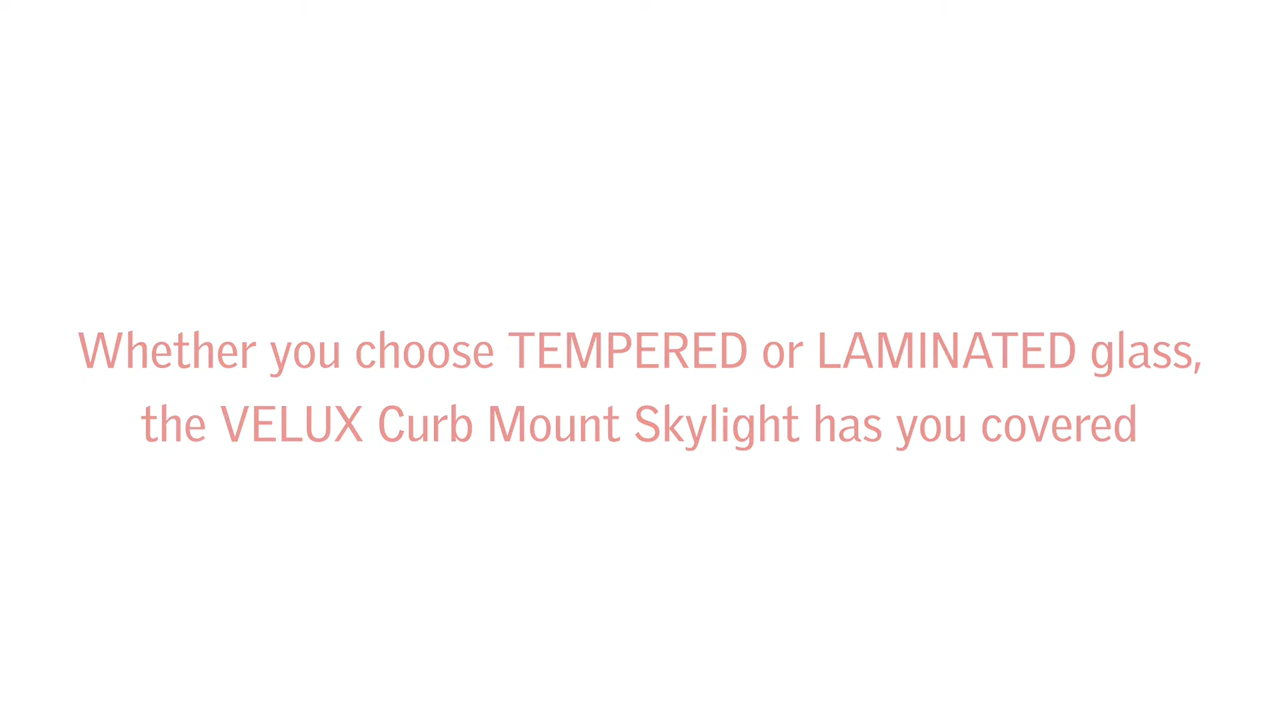 Whether you choose TEMPERED or LAMINATED glass,
the VELUX Curb Mount Skylight has you covered